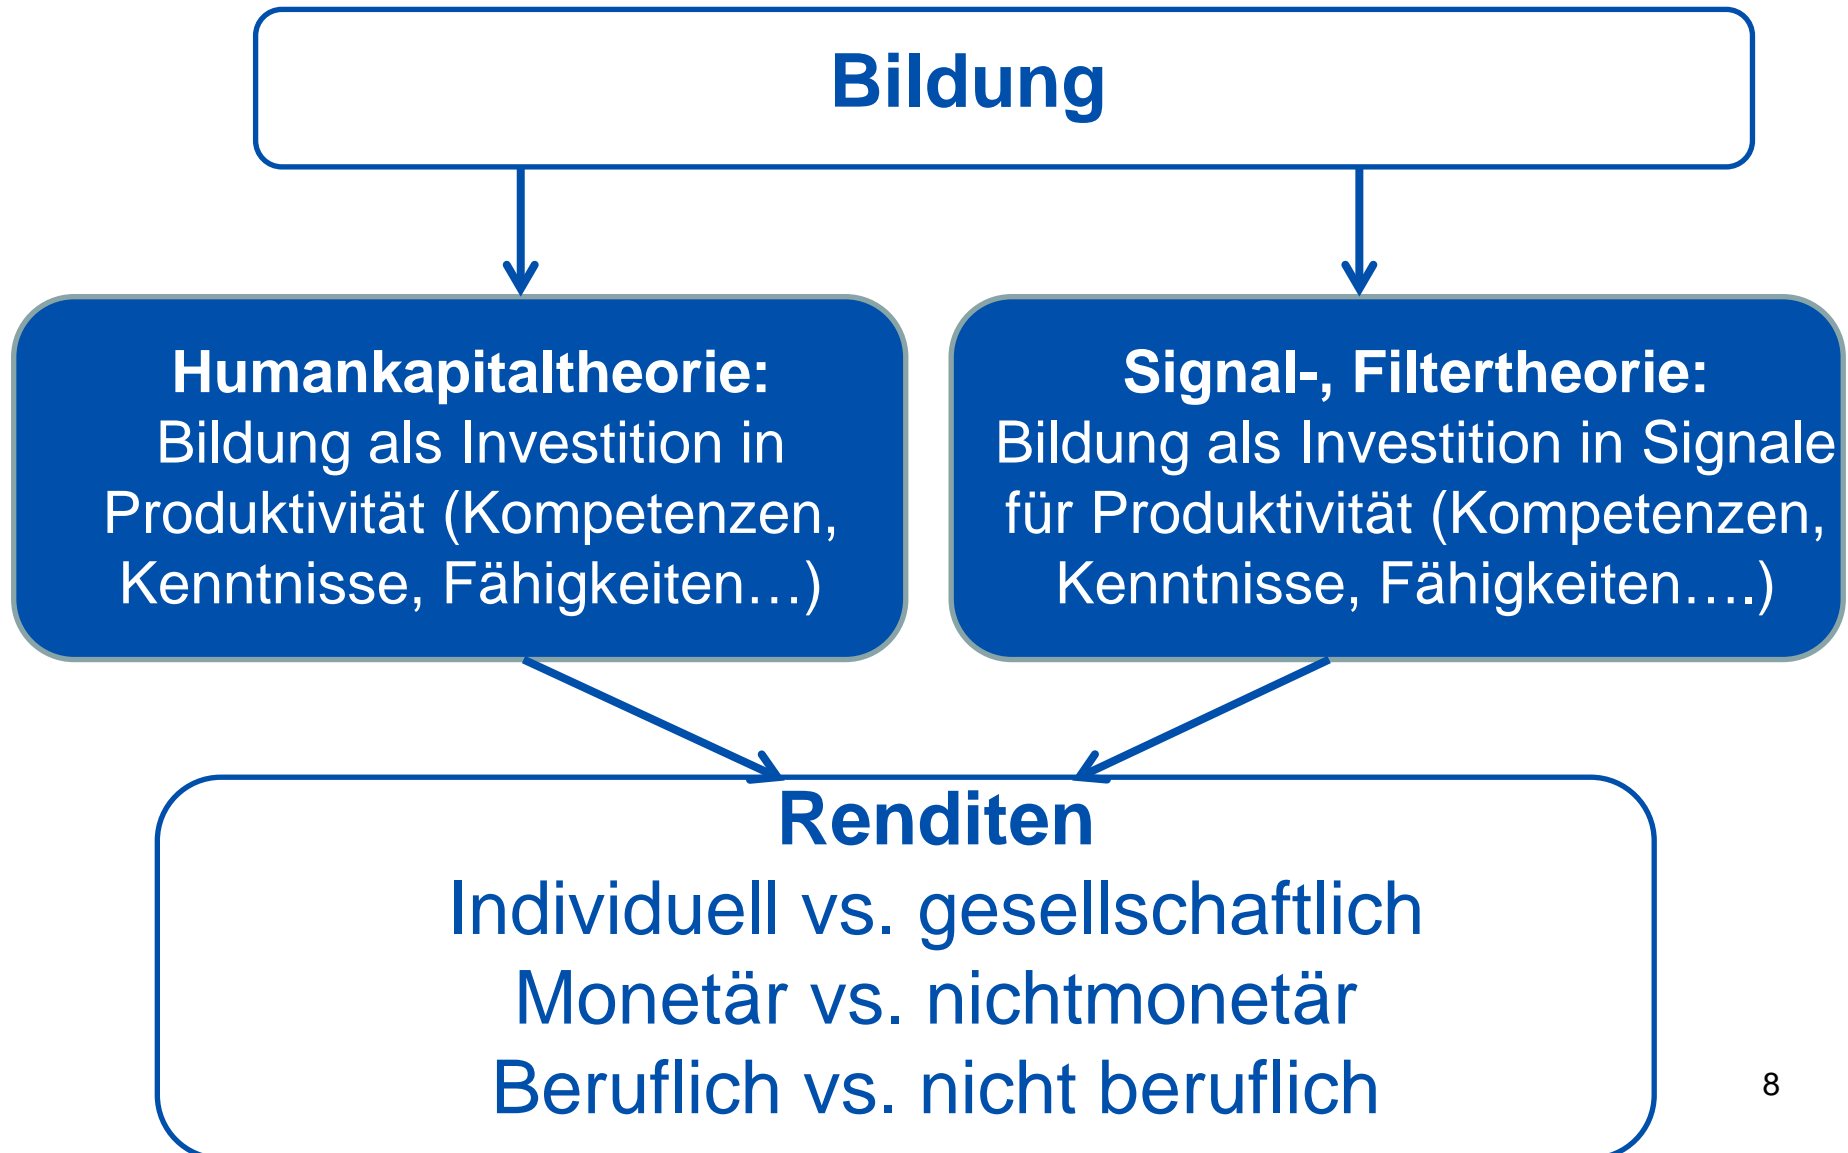 Bildung
Humankapitaltheorie:
Bildung als Investition in
Produktivität (Kompetenzen,
Kenntnisse, Fähigkeiten…)
Signal-, Filtertheorie:
Bildung als Investition in Signale
für Produktivität (Kompetenzen,
Kenntnisse, Fähigkeiten….)
Renditen
Individuell vs. gesellschaftlich
Monetär vs. nichtmonetär
Beruflich vs. nicht beruflich
8